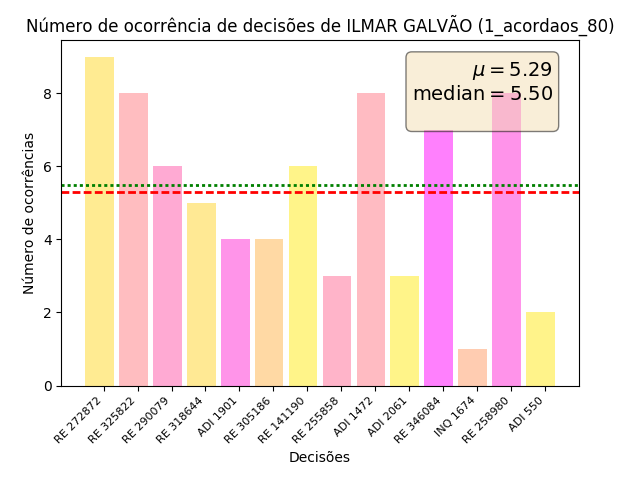 Número de ocorrência de decisões de ILMAR GALVÃO (1_acordaos_80)
μ = 5.29
median = 5.50
Número de ocorrências
8
6
4
2
0
RE 272872
RE 325822
RE 290079
RE 318644
ADI 1901
RE 305186
RE 141190
RE 255858
ADI 1472
ADI 2061
RE 346084
INQ 1674
RE 258980
ADI 550
Decisões